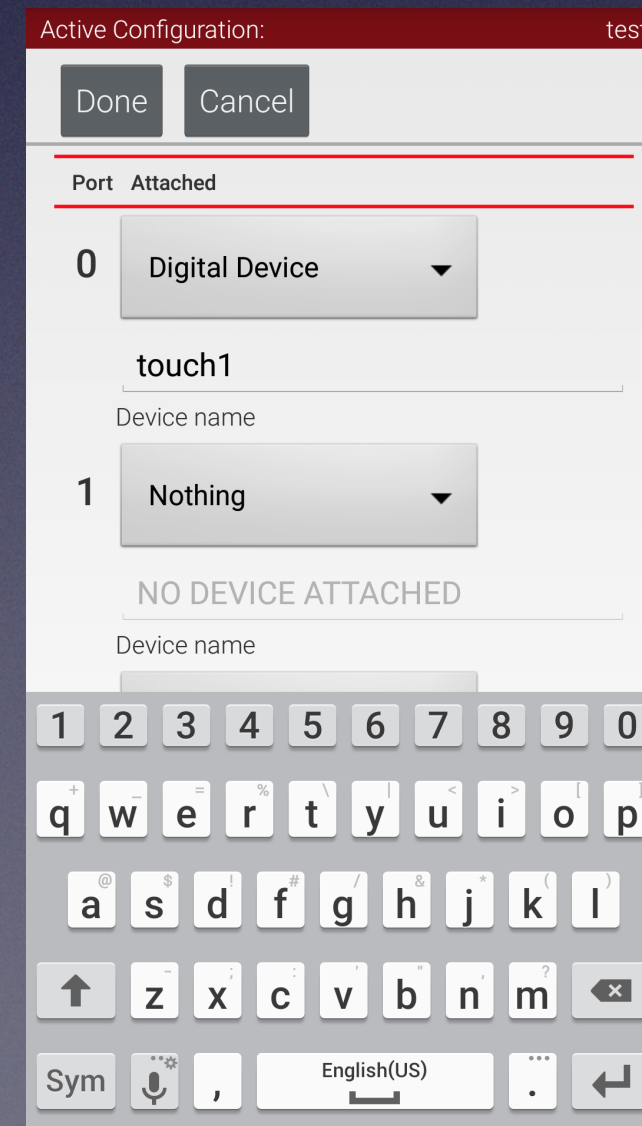 Active Configuration: test
Done Cancel
Port Attached
0 Digital Device
touch1
Device name
1 Nothing
NO DEVICE ATTACHED
Device name
1 2 3 4 5 6 7 8 9 0
+ _ = % \ | < > [ ]
q w e r t y u i o p
@ $ ! # / & * ( )
a s d f g h j k l
- ; : ' " , ?
z x c v b n m
Sym , English(US) .